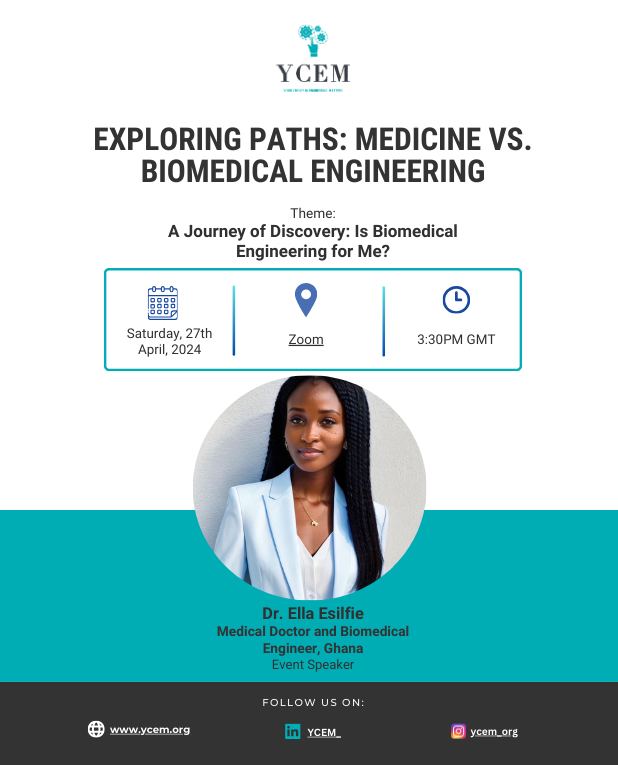 YCEM
EXPLORING PATHS: MEDICINE VS.
BIOMEDICAL ENGINEERING
Theme:
A Journey of Discovery: Is Biomedical
Engineering for Me?
Saturday, 27th
April, 2024
Zoom
3:30PM GMT
Dr. Ella Esilfie
Medical Doctor and Biomedical
Engineer, Ghana
Event Speaker
FOLLOW US ON:
www.ycem.org
YCEM_
ycem_org